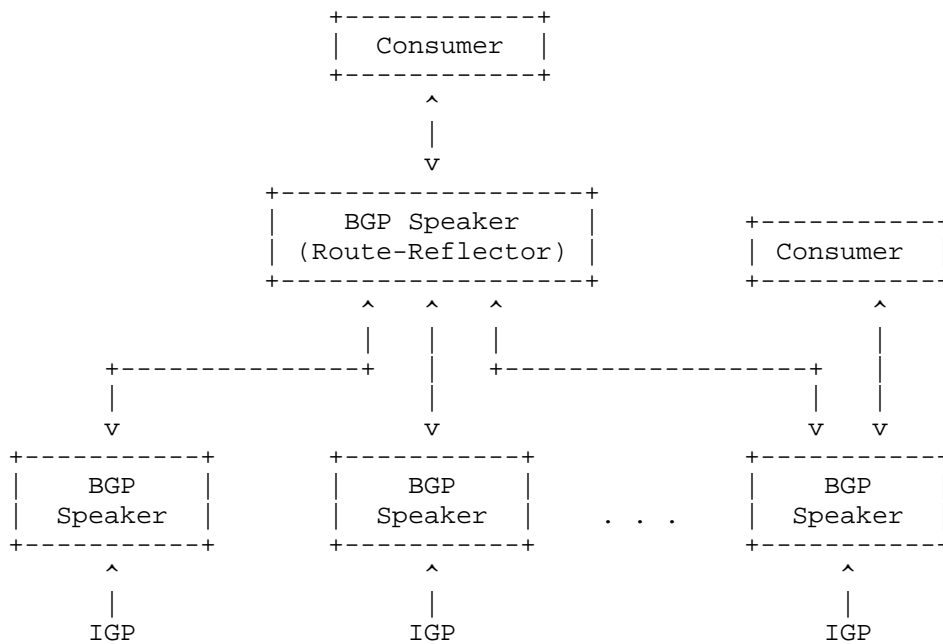 Consumer
BGP Speaker
(Route-Reflector)
Consumer
BGP BGP BGP
Speaker Speaker . . . Speaker
IGP IGP IGP